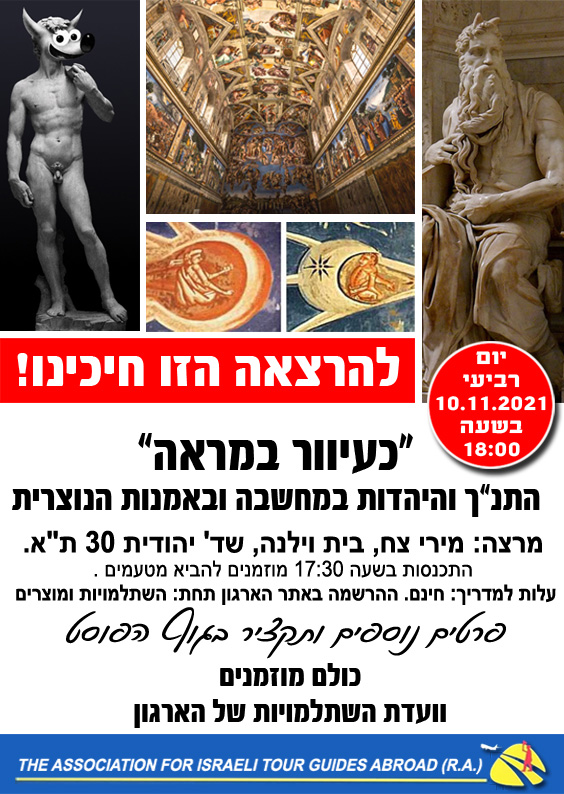 להרצאה הזו חיכינו!
יום
רביעי
10.11.2021
בשעה
18:00
"כעיוור במראה"
התנ"ך והיהדות במחשבה ובאמנות הנוצרית
מרצה: מירי צח, בית וילנה, שד' יהודית 30 ת"א.
התכנסות בשעה 17:30 מוזמנים להביא מטעמים .
עלות למדריך: חינם. ההרשמה באתר הארגון תחת: השתלמויות ומוצרים
פרטים נוספים ותקציר בגוף הפוסט
כולם מוזמנים
וועדת השתלמויות של הארגון
THE ASSOCIATION FOR ISRAELI TOUR GUIDES ABROAD (R.A.)